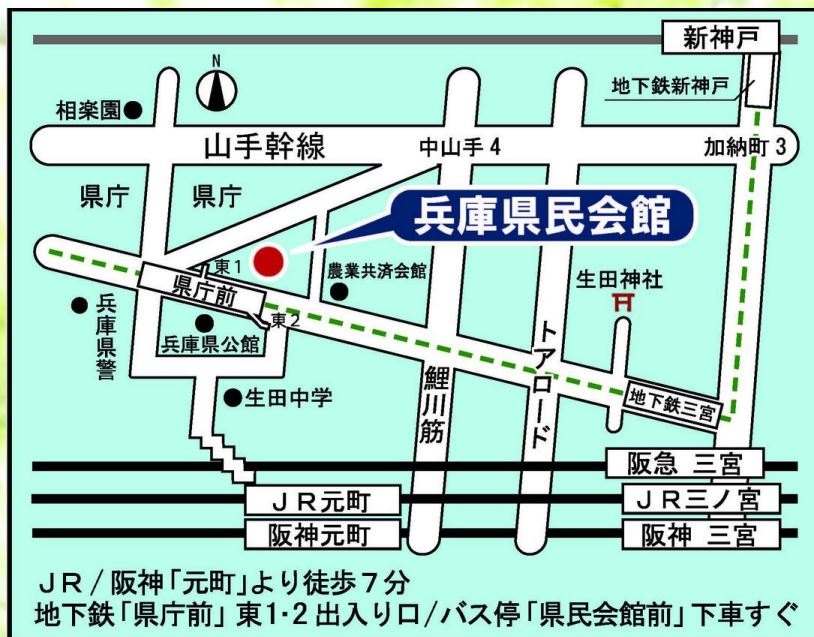 新神戸
N
地下鉄新神戸
相楽園
山手幹線
中山手4
加納町3
県庁
県庁
兵庫県民会館
東1
農業共済会館
生田神社
県庁前
東2
兵庫県警
兵庫県公館
トアロード
生田中学
鯉川筋
地下鉄三宮
阪急 三宮
JR元町
JR三ノ宮
阪神元町
阪神 三宮
JR/阪神「元町」より徒歩7分
地下鉄「県庁前」東1・2出入り口/バス停「県民会館前」下車すぐ